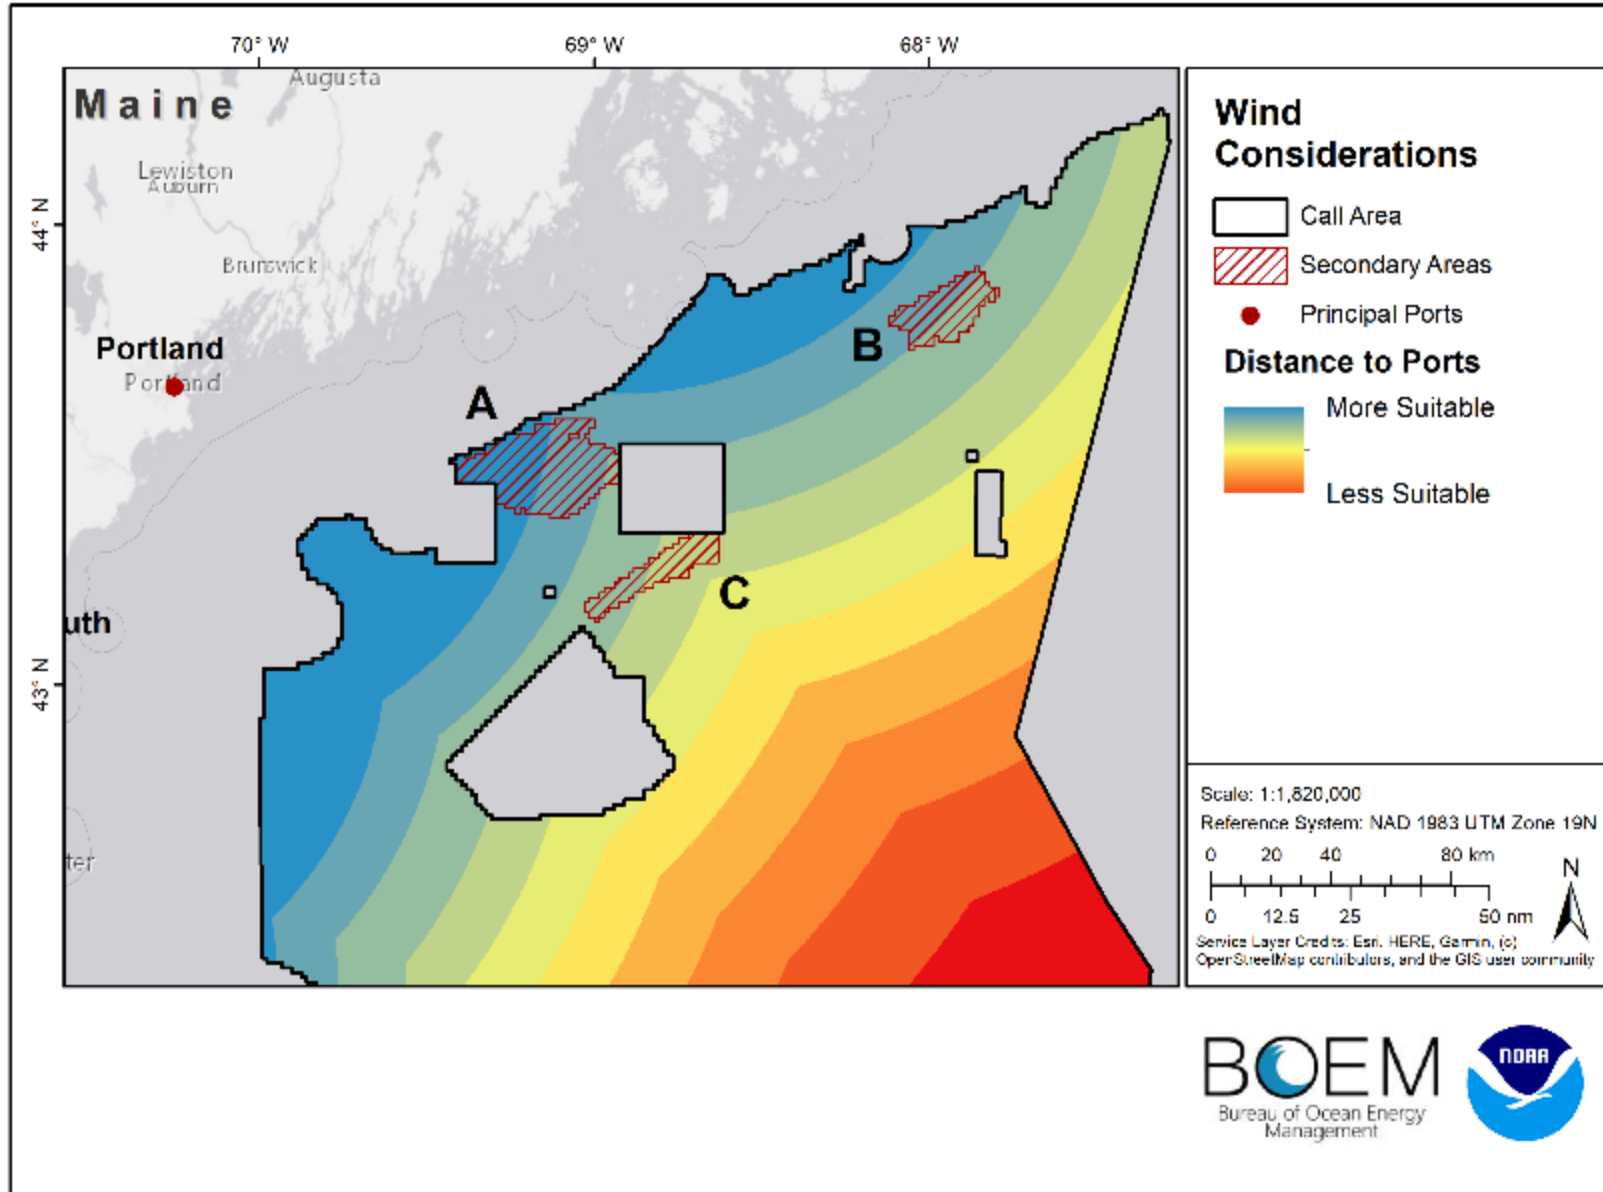 70° W
69° W
68° W
44° N
43° N
Augusta
Maine
Lewiston
Auburn
Brunswick
Portland
Portland
A
B
C
uth
ter
Wind
Considerations
Call Area
Secondary Areas
Principal Ports
Distance to Ports
More Suitable
Less Suitable
Scale: 1:1,820,000
Reference System: NAD 1983 UTM Zone 19N
0 20 40 80 km
0 12.5 25 50 nm
N
Service Layer Credits: Esri, HERE, Garmin, (c)
OpenStreetMap contributors, and the GIS user community
BOEM
Bureau of Ocean Energy
Management
NOAA